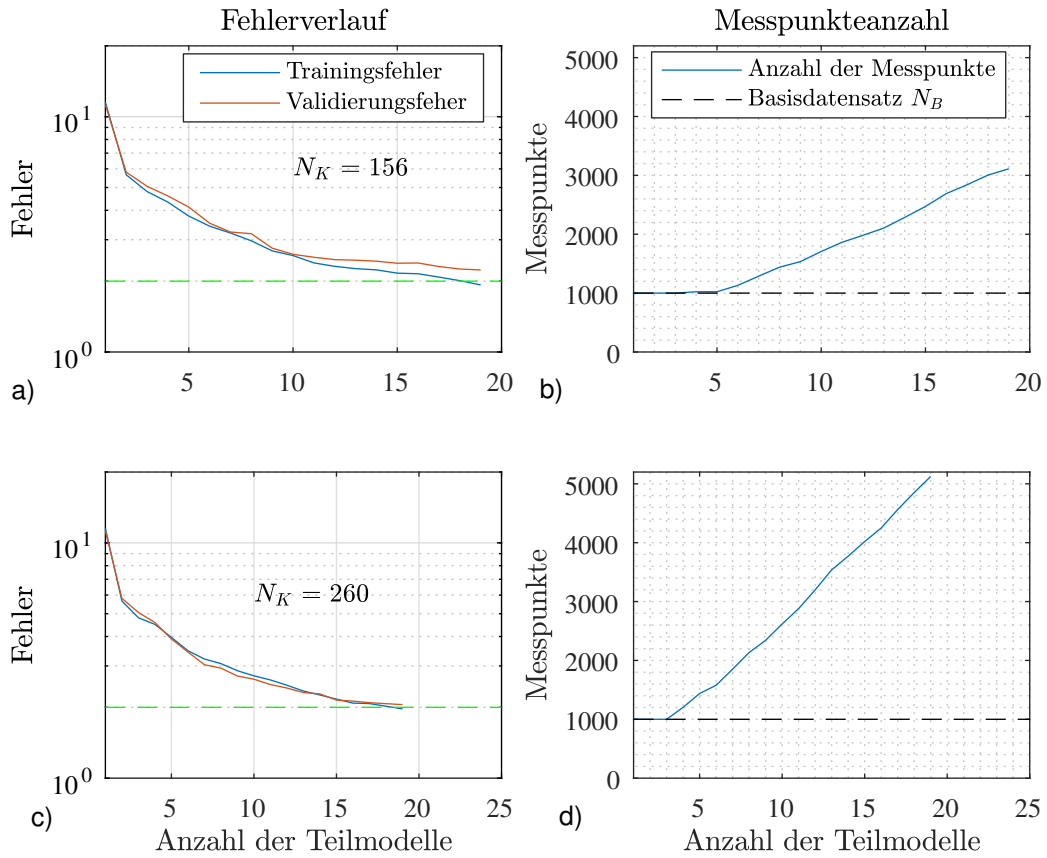 Fehlerverlauf
Trainingsfehler
Validierungsfeher
N_K = 156
Fehler
10^1
10^0
5
10
15
20
a)
Messpunkteanzahl
Anzahl der Messpunkte
Basisdatensatz N_B
Messpunkte
5000
4000
3000
2000
1000
0
5
10
15
20
b)
N_K = 260
Fehler
10^1
10^0
5
10
15
20
25
Anzahl der Teilmodelle
c)
Messpunkte
5000
4000
3000
2000
1000
0
5
10
15
20
25
Anzahl der Teilmodelle
d)